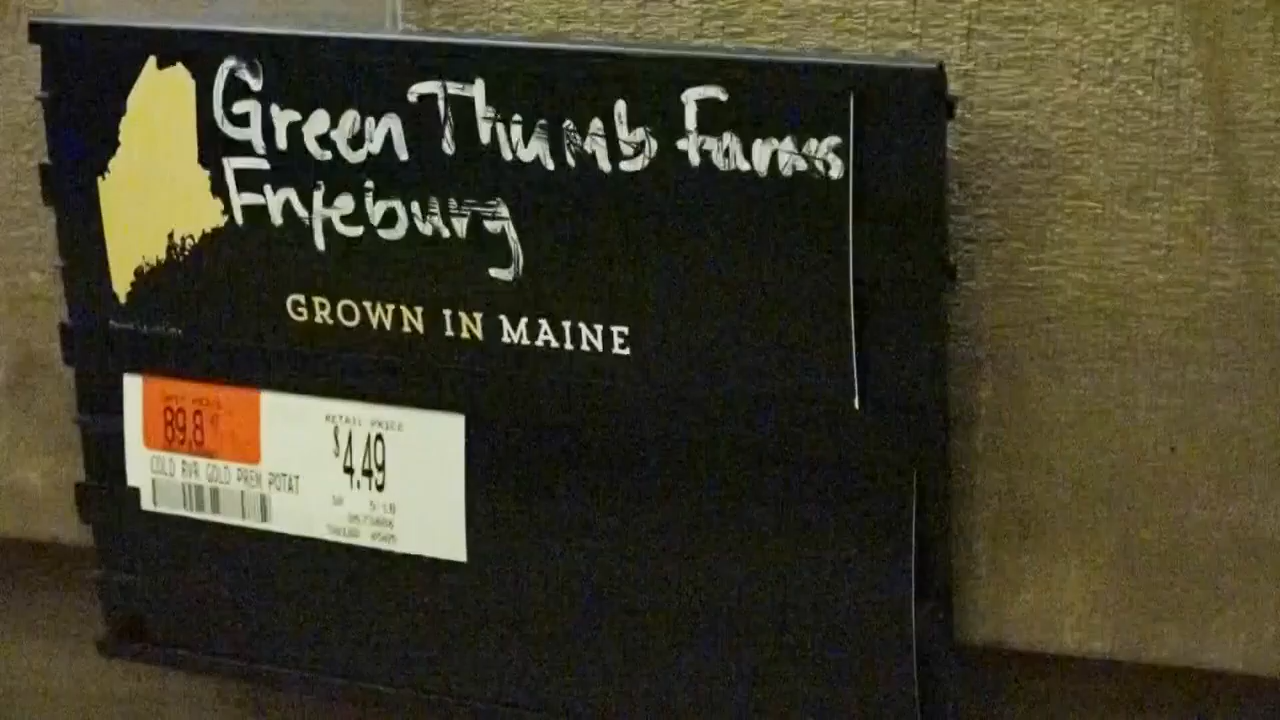 Green Thumb Farms
Fryeburg
GROWN IN MAINE
89.8
RETAIL PRICE
$4.49
COLD RVR GOLD PREM POTAT
5 LB